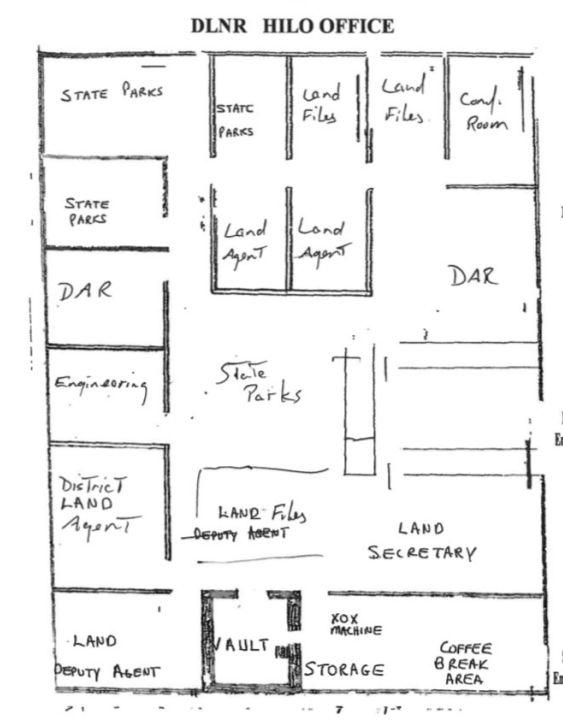 DLNR HILO OFFICE
STATE PARKS
STATE
PARKS
Land
Files
Land
Files
Conf.
Room
STATE
PARKS
Land
Agent
Land
Agent
DAR
DAR
Engineering
State
Parks
District
LAND
Agent
LAND Files
DEPUTY AGENT
LAND
SECRETARY
LAND
DEPUTY AGENT
VAULT
XOX
MACHINE
STORAGE
COFFEE
BREAK
AREA